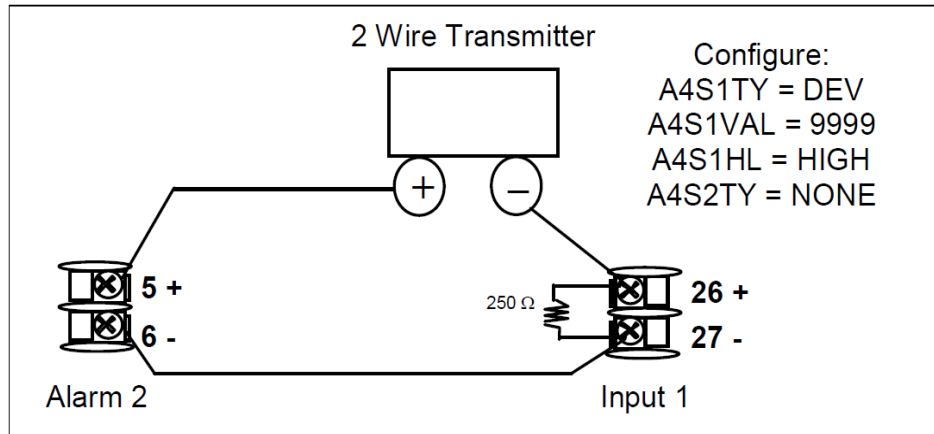 2 Wire Transmitter
Configure:
A4S1TY = DEV
A4S1VAL = 9999
A4S1HL = HIGH
A4S2TY = NONE
+
−
5 +
6 -
250 Ω
26 +
27 -
Alarm 2
Input 1